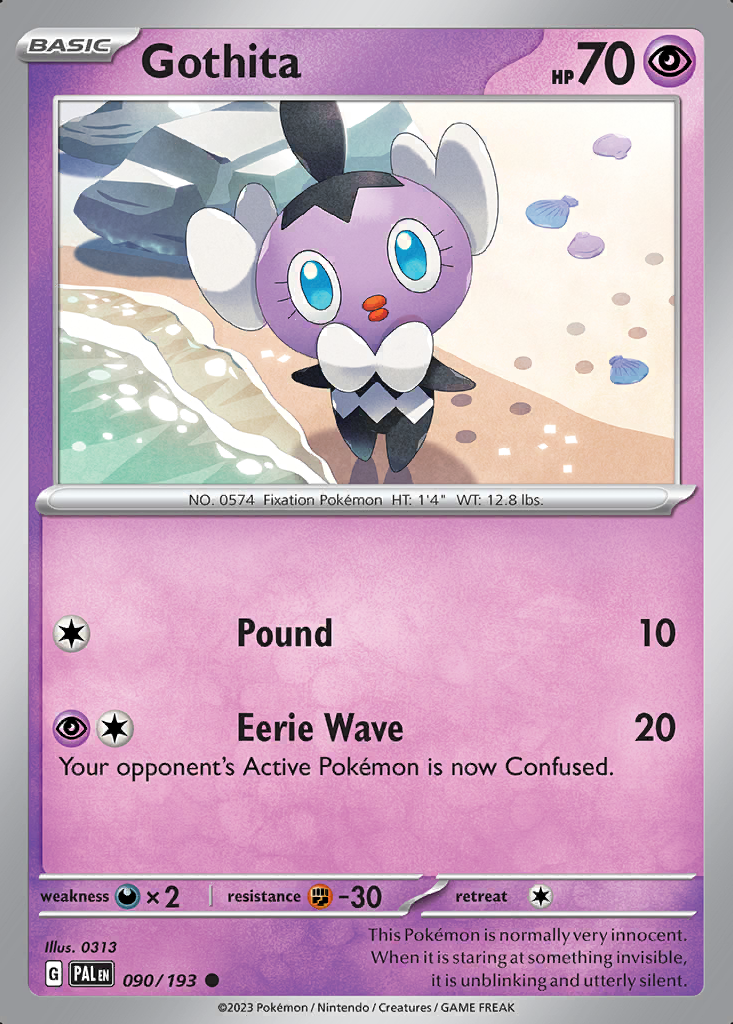 BASIC
Gothita
HP 70
NO. 0574 Fixation Pokémon HT: 1'4" WT: 12.8 lbs.
Pound 10
Eerie Wave 20
Your opponent's Active Pokémon is now Confused.
weakness ×2 resistance -30 retreat
Illus. 0313
G PAL EN 090/193
This Pokémon is normally very innocent.
When it is staring at something invisible,
it is unblinking and utterly silent.
©2023 Pokémon / Nintendo / Creatures / GAME FREAK